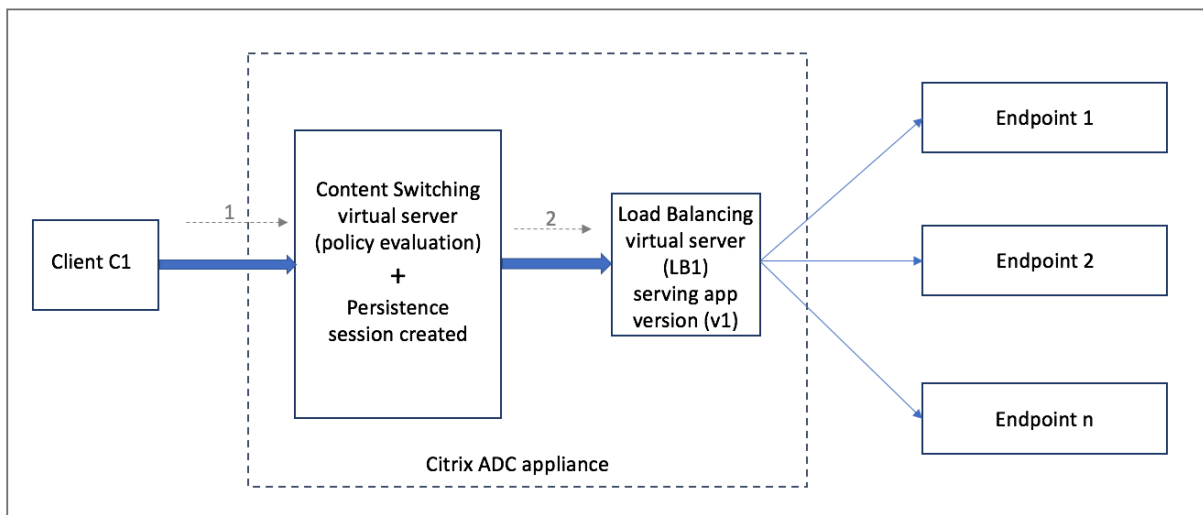 Client C1
1
Content Switching
virtual server
(policy evaluation)
+
Persistence
session created
2
Load Balancing
virtual server
(LB1)
serving app
version (v1)
Endpoint 1
Endpoint 2
Endpoint n
Citrix ADC appliance